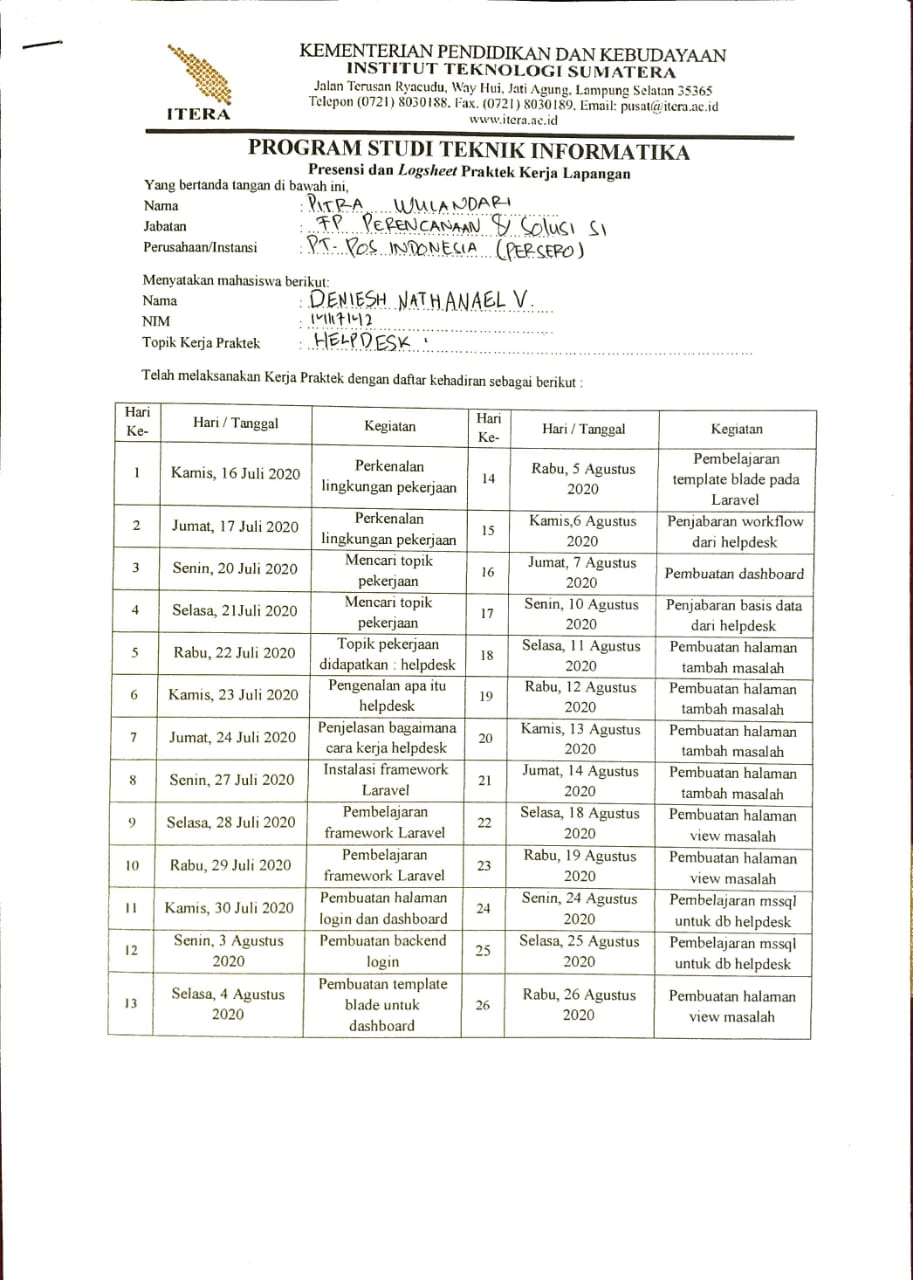 ITERA
KEMENTERIAN PENDIDIKAN DAN KEBUDAYAAN
INSTITUT TEKNOLOGI SUMATERA
Jalan Terusan Ryacudu, Way Hui, Jati Agung, Lampung Selatan 35365
Telepon (0721) 8030188, Fax. (0721) 8030189, Email: pusat@itera.ac.id
www.itera.ac.id
PROGRAM STUDI TEKNIK INFORMATIKA
Presensi dan Logsheet Praktek Kerja Lapangan
Yang bertanda tangan di bawah ini,
Nama : PITRA WULANDARI
Jabatan : FP PERENCANAAN & SOLUSI SI
Perusahaan/Instansi : PT. POS INDONESIA (PERSERO)
Menyatakan mahasiswa berikut:
Nama : DENIESH NATHANAEL V.
NIM : 14117142
Topik Kerja Praktek : HELPDESK
Telah melaksanakan Kerja Praktek dengan daftar kehadiran sebagai berikut :
Hari Ke- Hari / Tanggal Kegiatan Hari Ke- Hari / Tanggal Kegiatan
1 Kamis, 16 Juli 2020 Perkenalan lingkungan pekerjaan 14 Rabu, 5 Agustus 2020 Pembelajaran template blade pada Laravel
2 Jumat, 17 Juli 2020 Perkenalan lingkungan pekerjaan 15 Kamis,6 Agustus 2020 Penjabaran workflow dari helpdesk
3 Senin, 20 Juli 2020 Mencari topik pekerjaan 16 Jumat, 7 Agustus 2020 Pembuatan dashboard
4 Selasa, 21Juli 2020 Mencari topik pekerjaan 17 Senin, 10 Agustus 2020 Penjabaran basis data dari helpdesk
5 Rabu, 22 Juli 2020 Topik pekerjaan didapatkan : helpdesk 18 Selasa, 11 Agustus 2020 Pembuatan halaman tambah masalah
6 Kamis, 23 Juli 2020 Pengenalan apa itu helpdesk 19 Rabu, 12 Agustus 2020 Pembuatan halaman tambah masalah
7 Jumat, 24 Juli 2020 Penjelasan bagaimana cara kerja helpdesk 20 Kamis, 13 Agustus 2020 Pembuatan halaman tambah masalah
8 Senin, 27 Juli 2020 Instalasi framework Laravel 21 Jumat, 14 Agustus 2020 Pembuatan halaman tambah masalah
9 Selasa, 28 Juli 2020 Pembelajaran framework Laravel 22 Selasa, 18 Agustus 2020 Pembuatan halaman view masalah
10 Rabu, 29 Juli 2020 Pembelajaran framework Laravel 23 Rabu, 19 Agustus 2020 Pembuatan halaman view masalah
11 Kamis, 30 Juli 2020 Pembuatan halaman login dan dashboard 24 Senin, 24 Agustus 2020 Pembelajaran mssql untuk db helpdesk
12 Senin, 3 Agustus 2020 Pembuatan backend login 25 Selasa, 25 Agustus 2020 Pembelajaran mssql untuk db helpdesk
13 Selasa, 4 Agustus 2020 Pembuatan template blade untuk dashboard 26 Rabu, 26 Agustus 2020 Pembuatan halaman view masalah